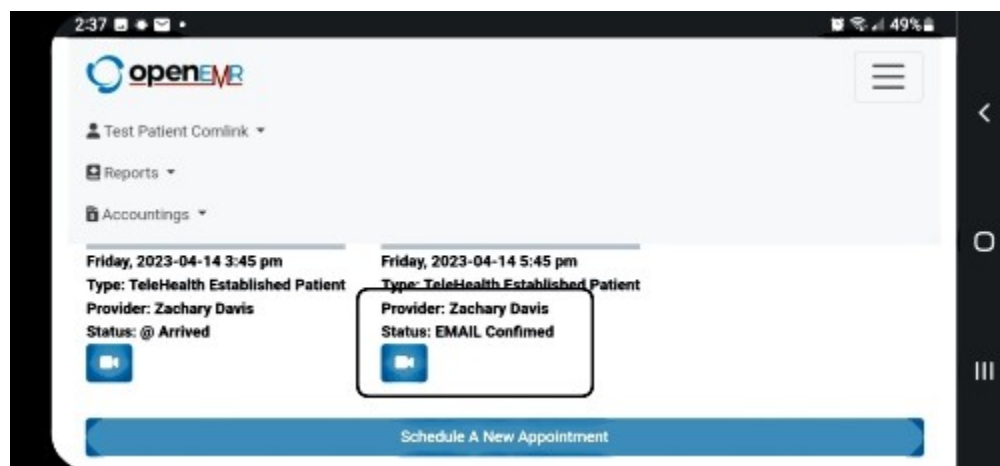 2:37
49%
openEMR
Test Patient Comlink
Reports
Accountings
Friday, 2023-04-14 3:45 pm
Type: TeleHealth Established Patient
Provider: Zachary Davis
Status: @ Arrived
Friday, 2023-04-14 5:45 pm
Type: TeleHealth Established Patient
Provider: Zachary Davis
Status: EMAIL Confimed
Schedule A New Appointment